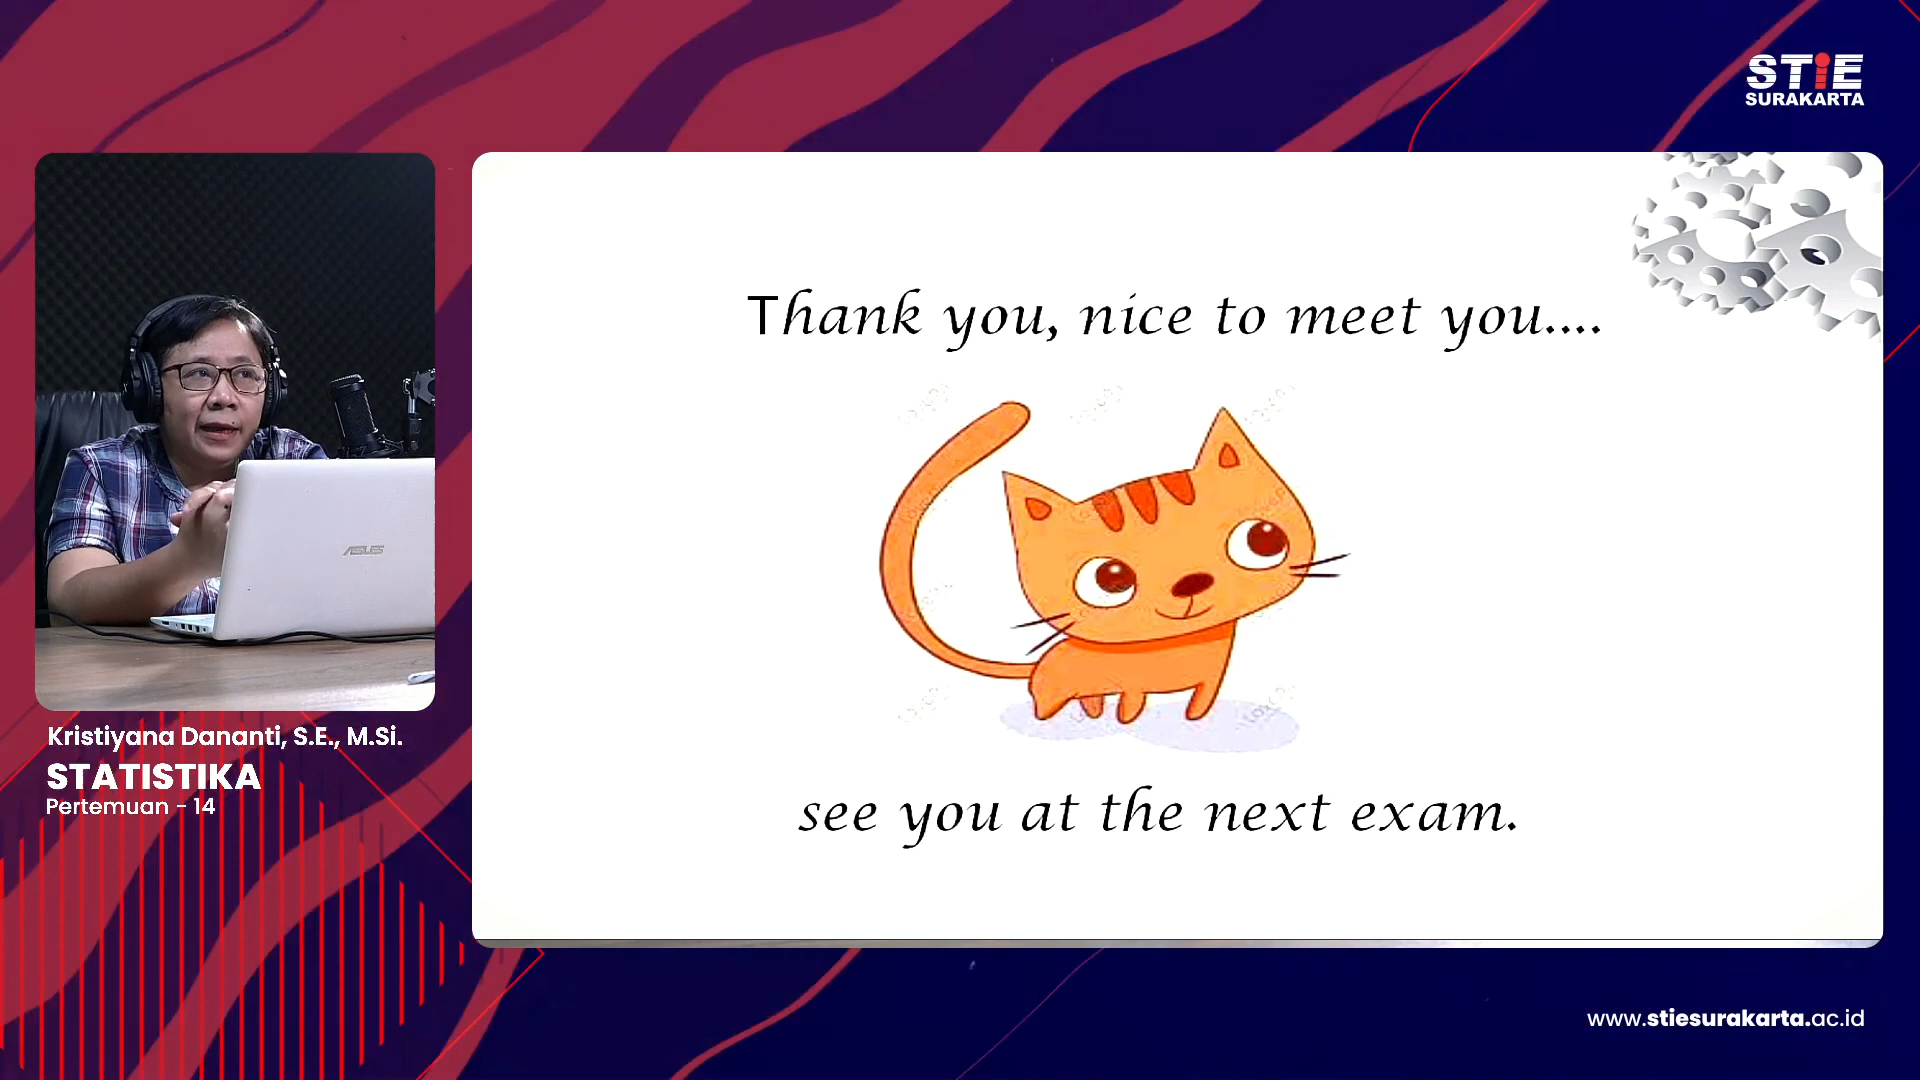 STiE
SURAKARTA
Thank you, nice to meet you....
see you at the next exam.
ASUS
Kristiyana Dananti, S.E., M.Si.
STATISTIKA
Pertemuan - 14
www.stiesurakarta.ac.id